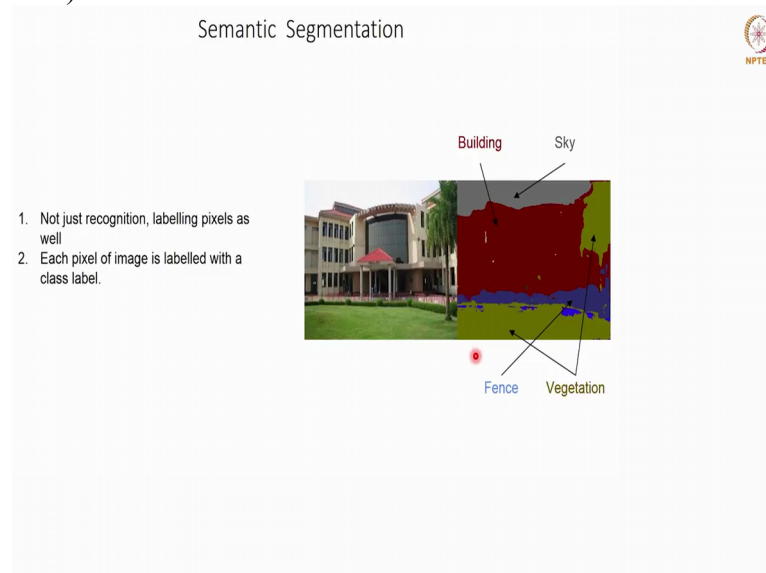 Semantic Segmentation
NPTE
Building Sky
1. Not just recognition, labelling pixels as
well
2. Each pixel of image is labelled with a
class label.
Fence Vegetation